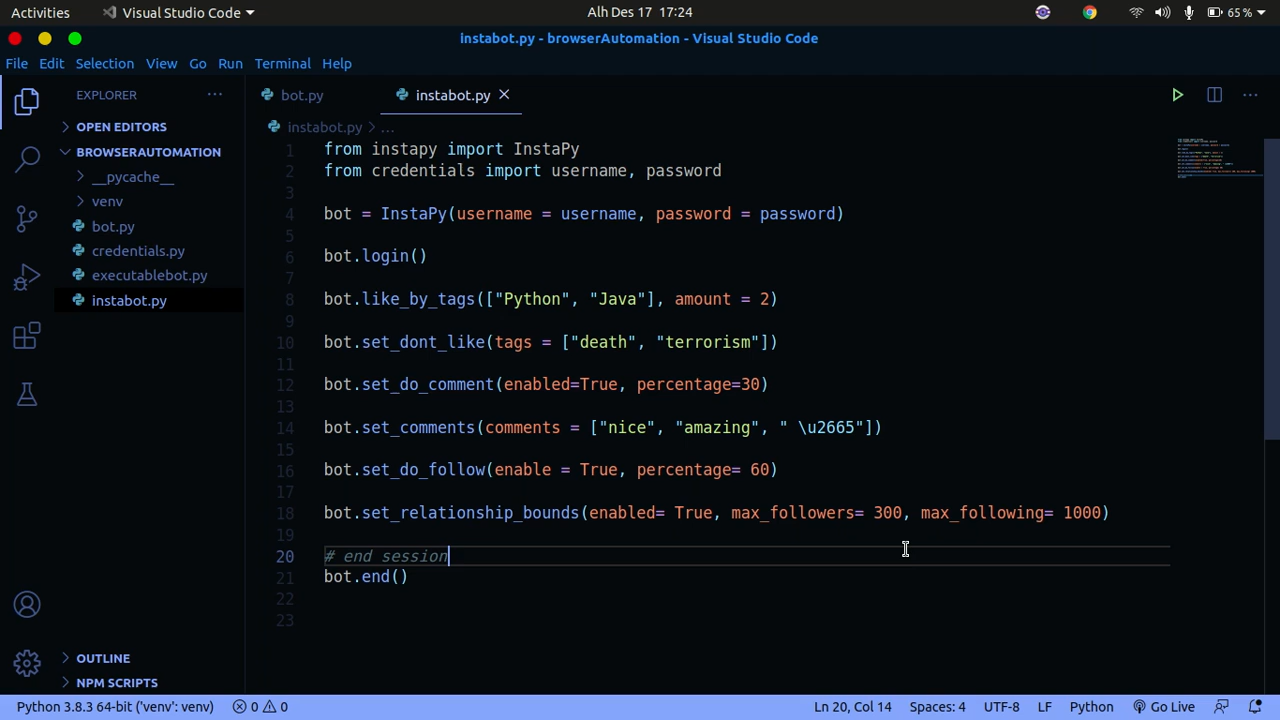 Activities Visual Studio Code Alh Des 17 17:24 65 %
instabot.py - browserAutomation - Visual Studio Code
File Edit Selection View Go Run Terminal Help
EXPLORER ... bot.py instabot.py
OPEN EDITORS
instabot.py > ...
BROWSERAUTOMATION
__pycache__
venv
bot.py
credentials.py
executablebot.py
instabot.py
1 from instapy import InstaPy
2 from credentials import username, password
3
4 bot = InstaPy(username = username, password = password)
5
6 bot.login()
7
8 bot.like_by_tags(["Python", "Java"], amount = 2)
9
10 bot.set_dont_like(tags = ["death", "terrorism"])
11
12 bot.set_do_comment(enabled=True, percentage=30)
13
14 bot.set_comments(comments = ["nice", "amazing", " \u2665"])
15
16 bot.set_do_follow(enable = True, percentage= 60)
17
18 bot.set_relationship_bounds(enabled= True, max_followers= 300, max_following= 1000)
19
20 # end session
21 bot.end()
22
23
OUTLINE
NPM SCRIPTS
Python 3.8.3 64-bit ('venv': venv) 0 0 Ln 20, Col 14 Spaces: 4 UTF-8 LF Python Go Live